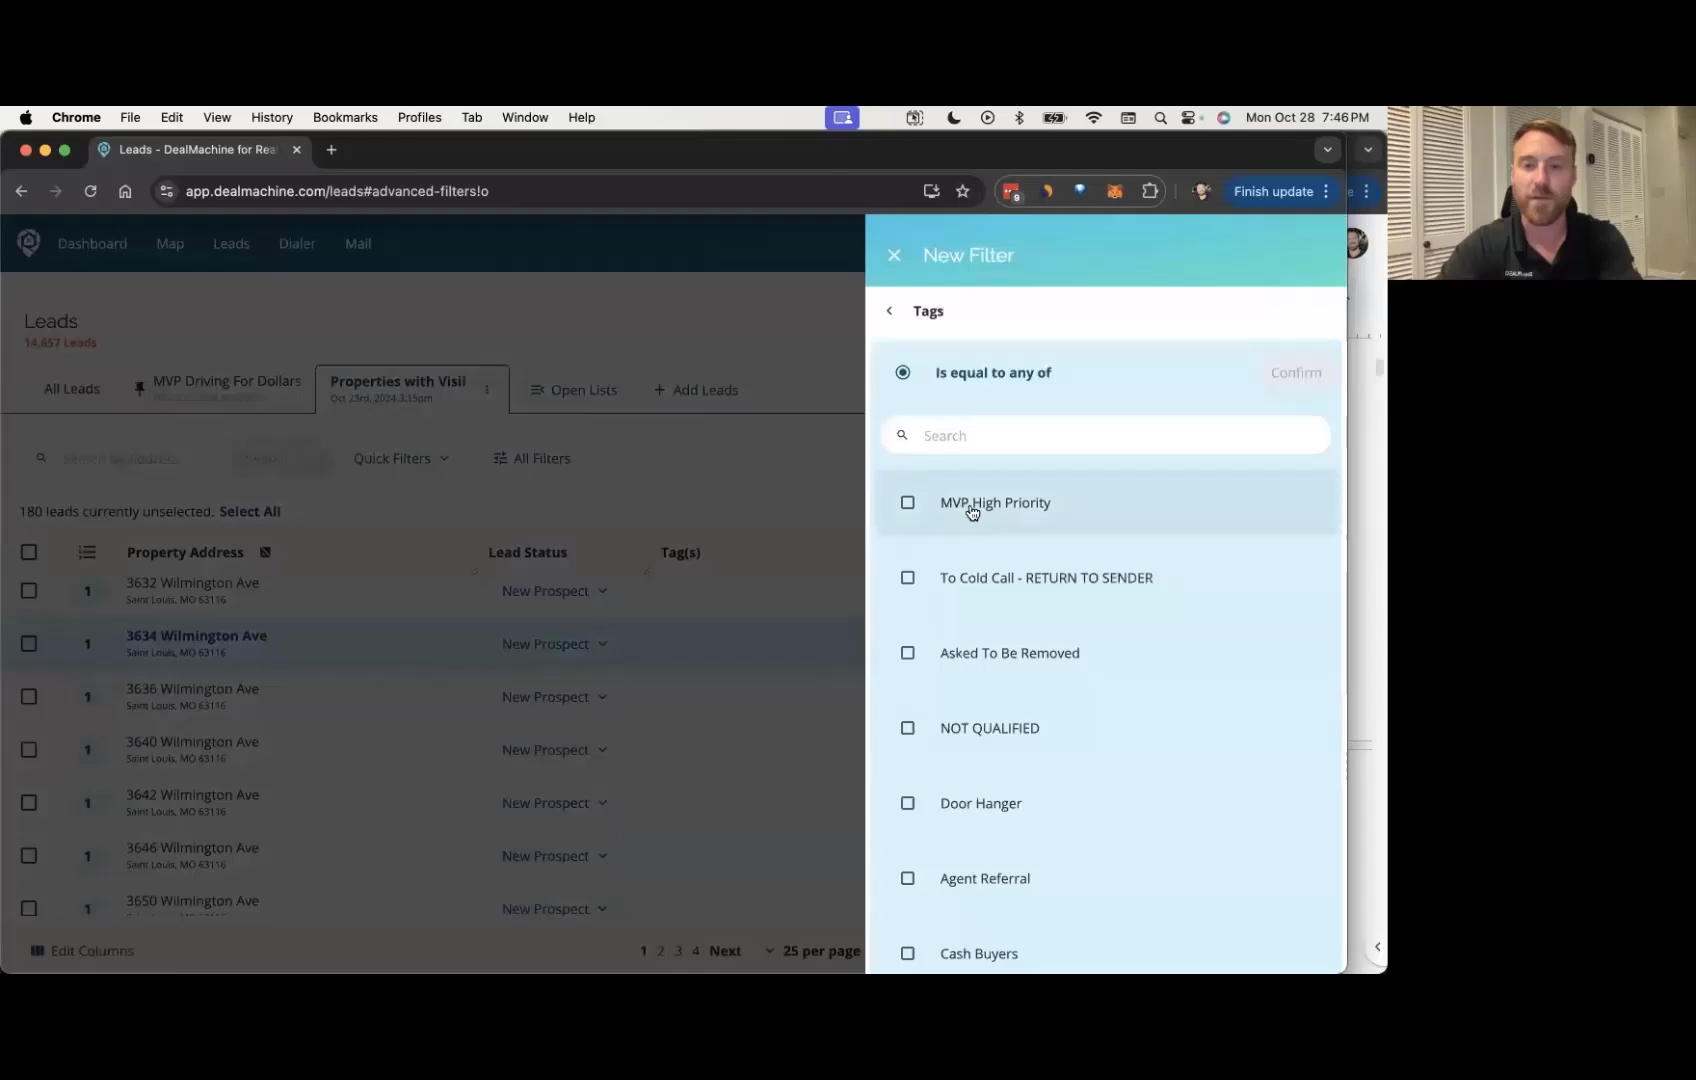 Chrome File Edit View History Bookmarks Profiles Tab Window Help
Mon Oct 28 7:46 PM
Leads - DealMachine for Rea
app.dealmachine.com/leads#advanced-filters!o
9
Finish update
Dashboard Map Leads Dialer Mail
Leads
14,657 Leads
All Leads
MVP Driving For Dollars
Properties with Visil
Oct 23rd, 2024 3:15pm
Open Lists
+ Add Leads
Search by Address
Quick Filters
All Filters
180 leads currently unselected. Select All
Property Address Lead Status Tag(s)
1 3632 Wilmington Ave New Prospect
Saint Louis, MO 63116
1 3634 Wilmington Ave New Prospect
Saint Louis, MO 63116
1 3636 Wilmington Ave New Prospect
Saint Louis, MO 63116
1 3640 Wilmington Ave New Prospect
Saint Louis, MO 63116
1 3642 Wilmington Ave New Prospect
Saint Louis, MO 63116
1 3646 Wilmington Ave New Prospect
Saint Louis, MO 63116
1 3650 Wilmington Ave New Prospect
Edit Columns
1 2 3 4 Next 25 per page
New Filter
Tags
Is equal to any of
Confirm
Search
MVP High Priority
To Cold Call - RETURN TO SENDER
Asked To Be Removed
NOT QUALIFIED
Door Hanger
Agent Referral
Cash Buyers